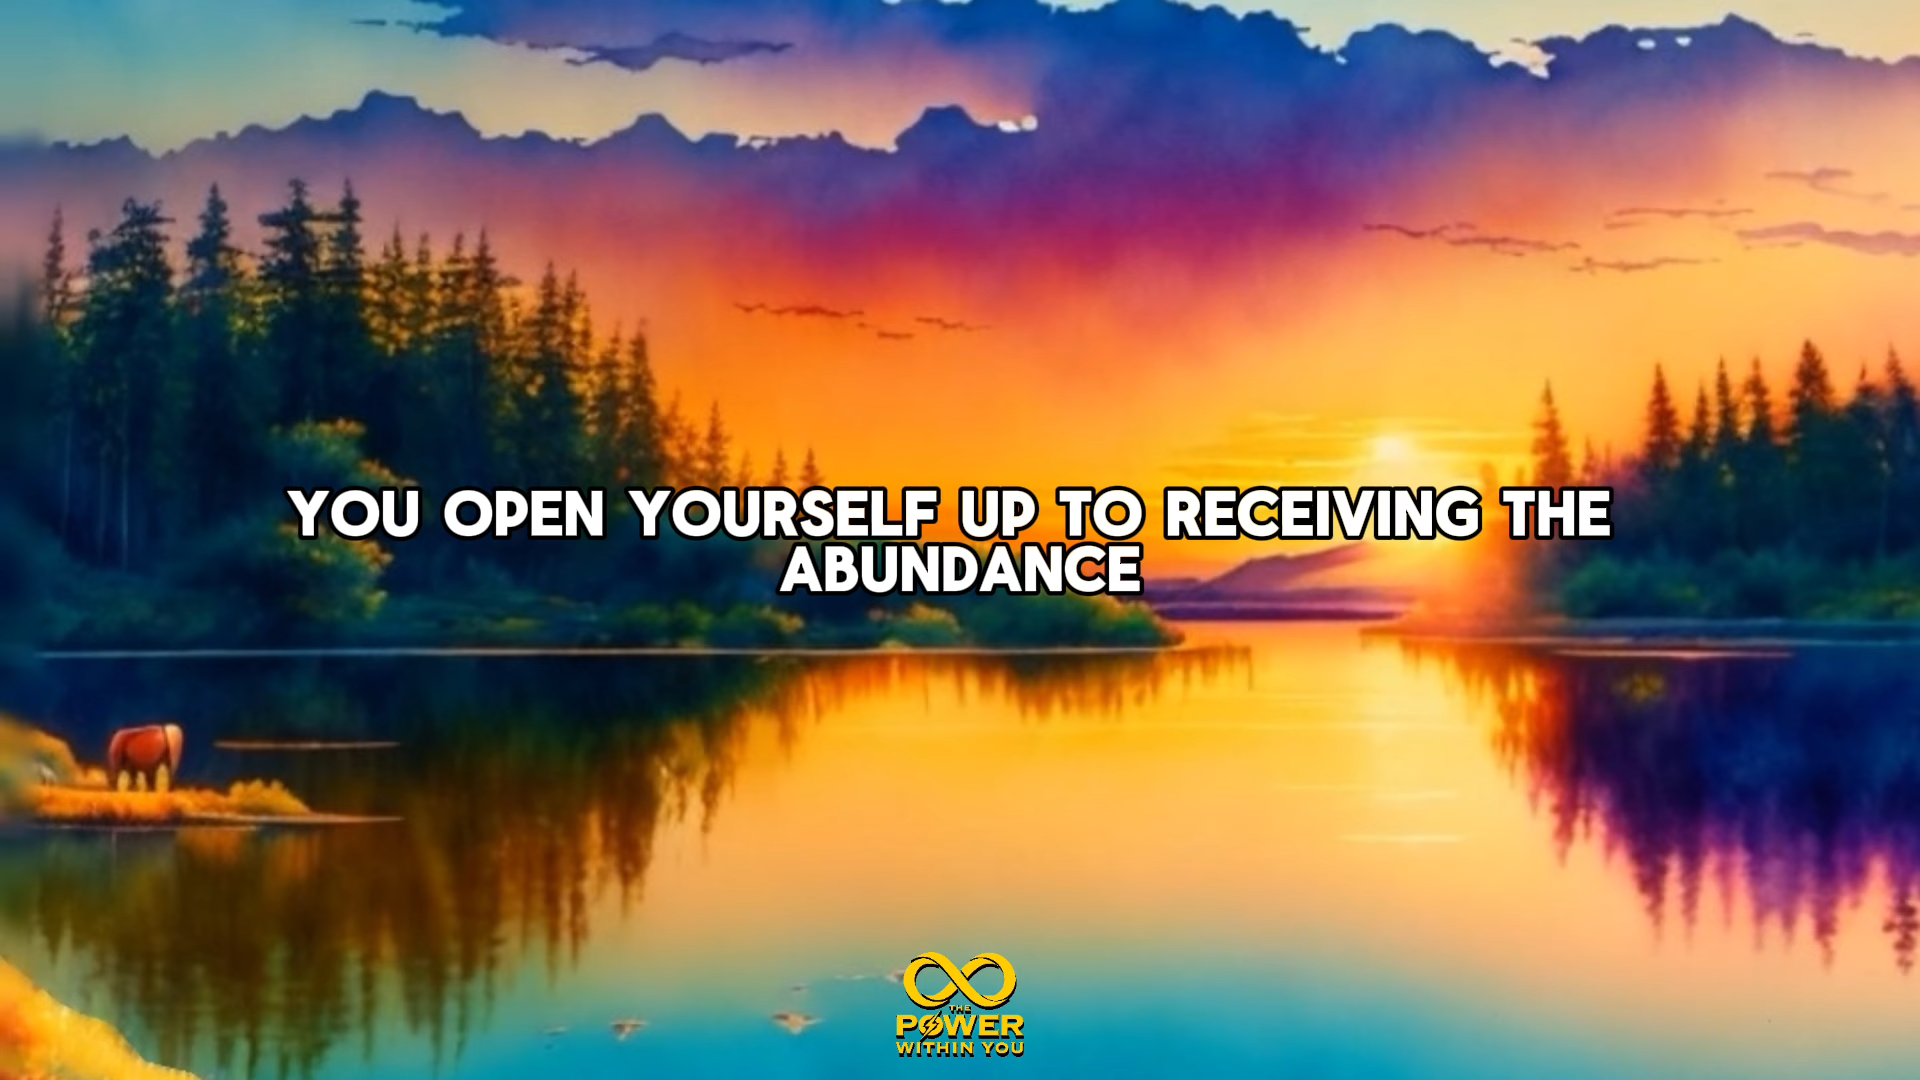 YOU OPEN YOURSELF UP TO RECEIVING THE
ABUNDANCE
THE
POWER
WITHIN YOU